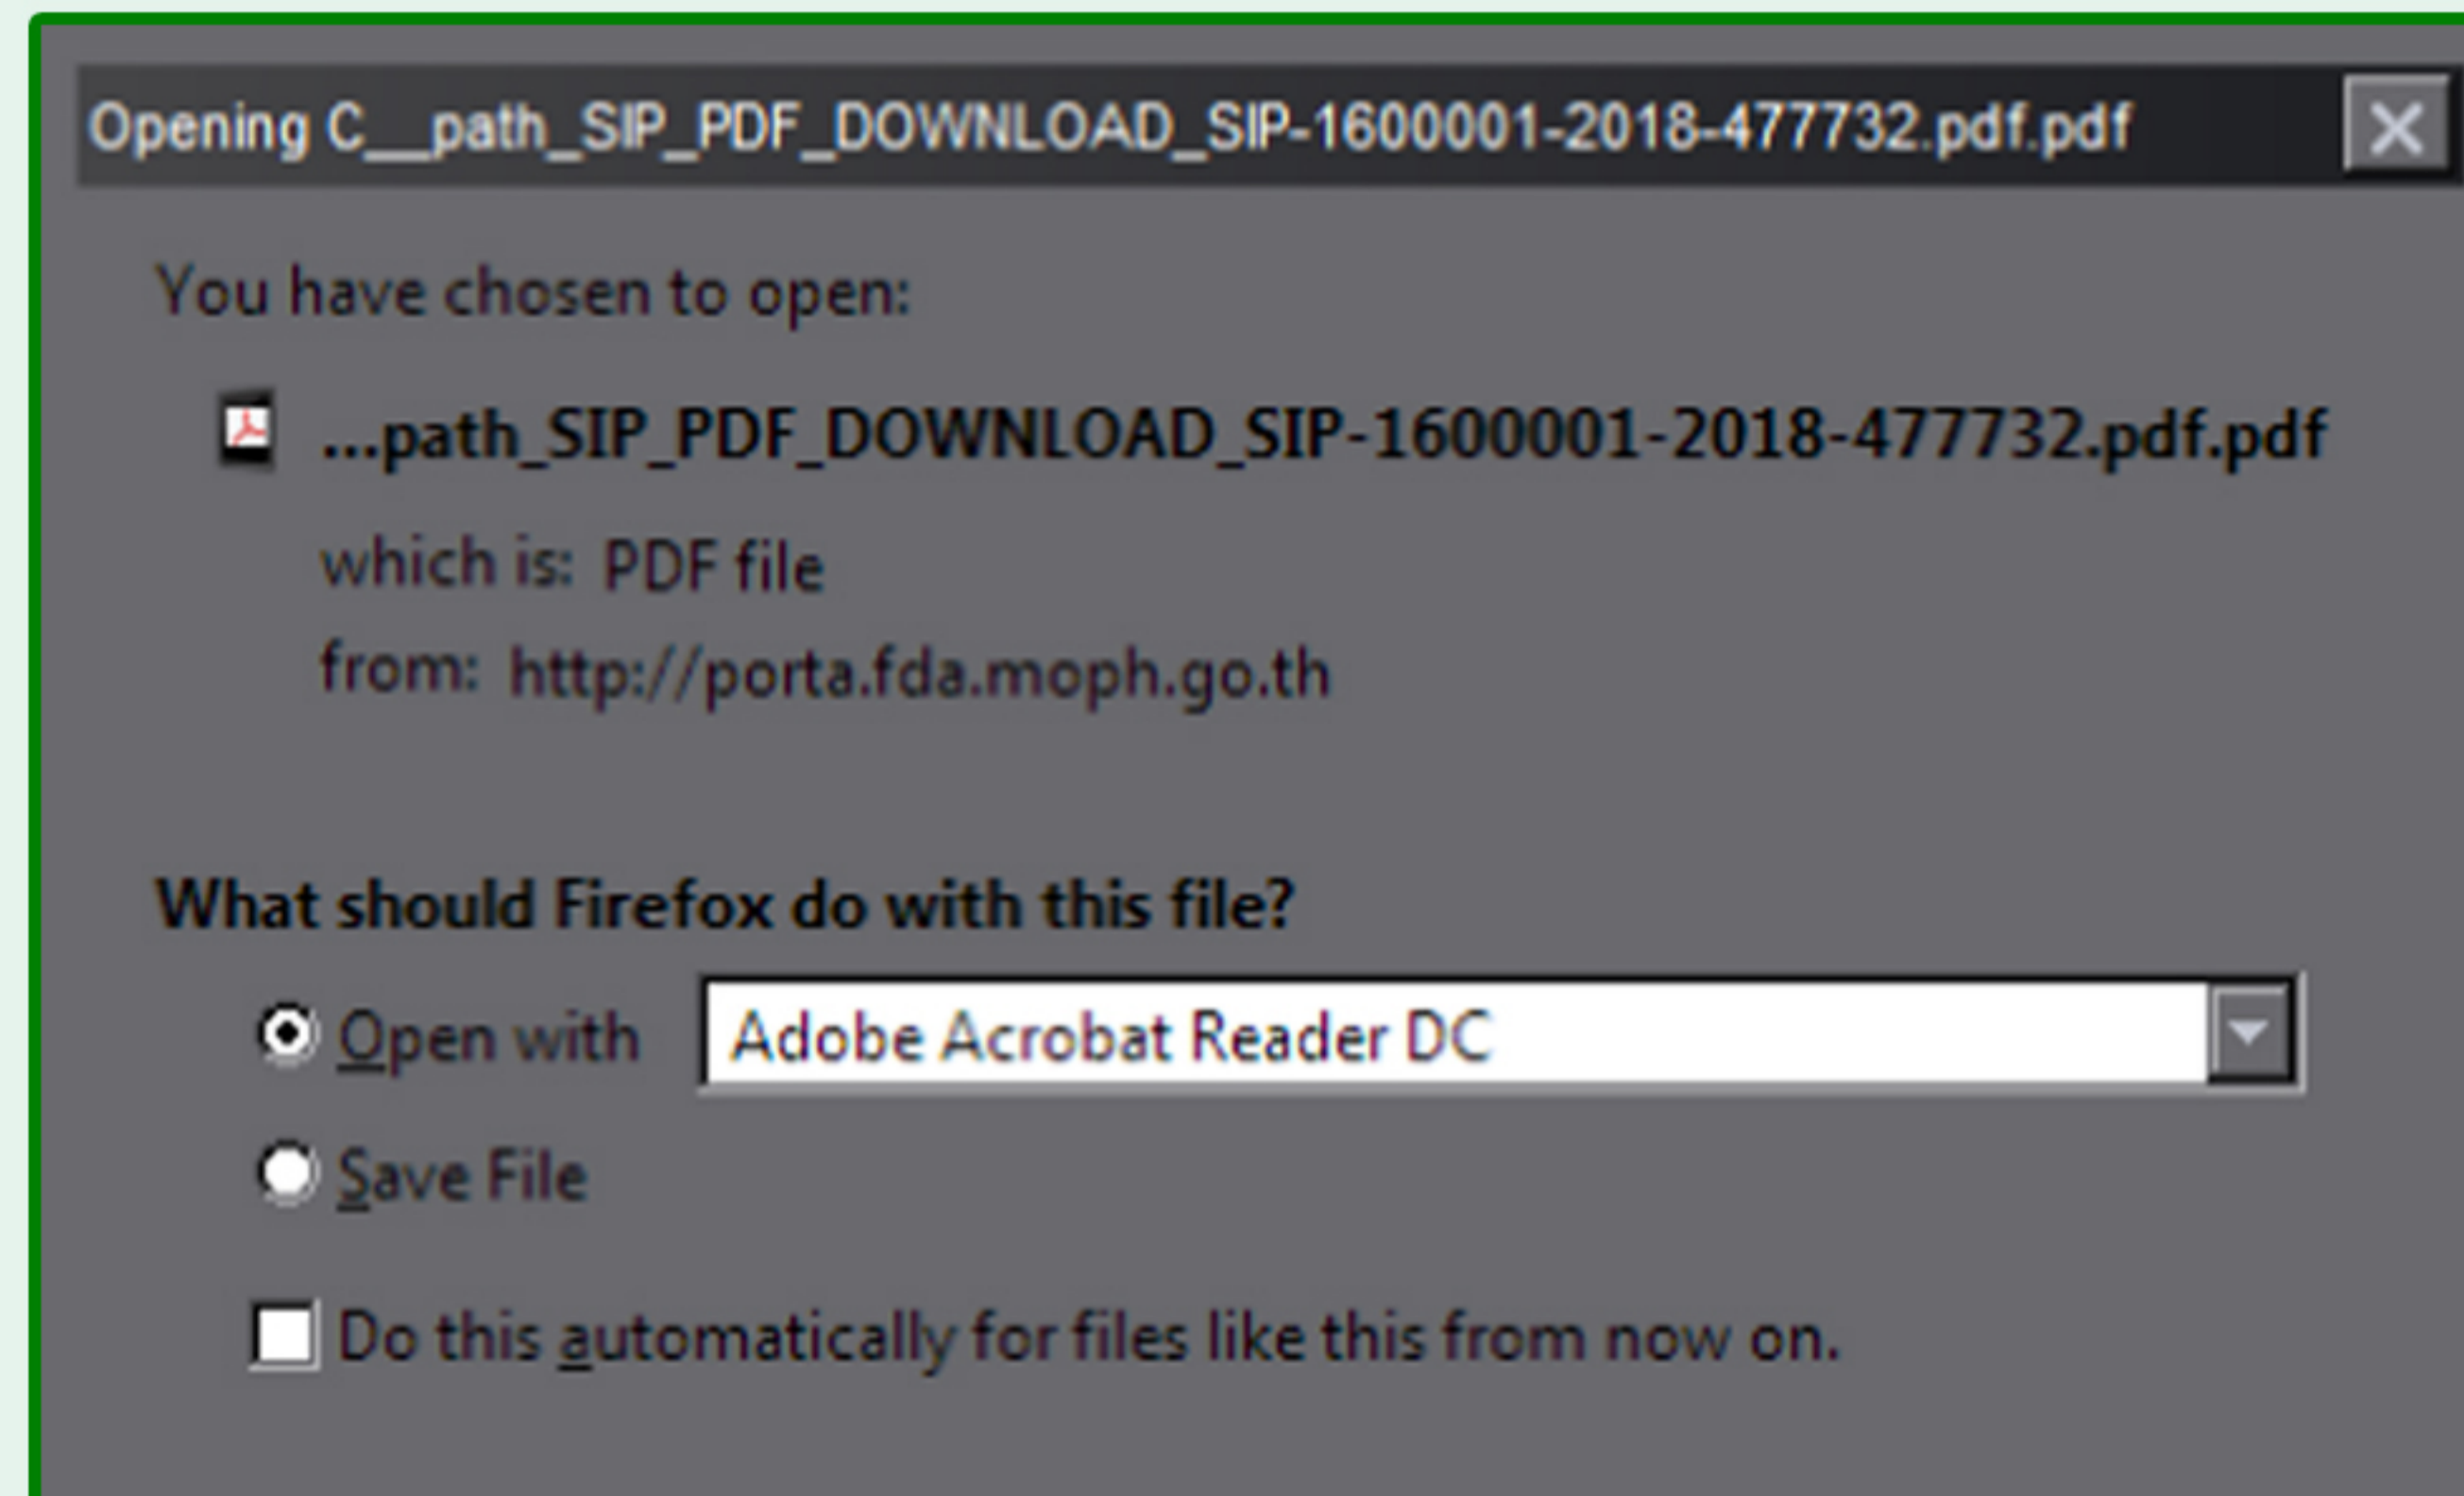 Opening C__path_SIP_PDF_DOWNLOAD_SIP-1600001-2018-477732.pdf.pdf
You have chosen to open:
...path_SIP_PDF_DOWNLOAD_SIP-1600001-2018-477732.pdf.pdf
which is: PDF file
from: http://porta.fda.moph.go.th
What should Firefox do with this file?
Open with Adobe Acrobat Reader DC
Save File
Do this automatically for files like this from now on.